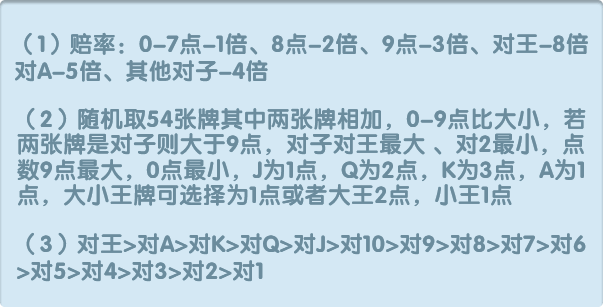 （1）赔率：0-7点-1倍、8点-2倍、9点-3倍、对王-8倍
对A-5倍、其他对子-4倍
（2）随机取54张牌其中两张牌相加，0-9点比大小，若
两张牌是对子则大于9点，对子对王最大 、对2最小，点
数9点最大，0点最小，J为1点，Q为2点，K为3点，A为1
点，大小王牌可选择为1点或者大王2点，小王1点
（3）对王>对A>对K>对Q>对J>对10>对9>对8>对7>对6
>对5>对4>对3>对2>对1